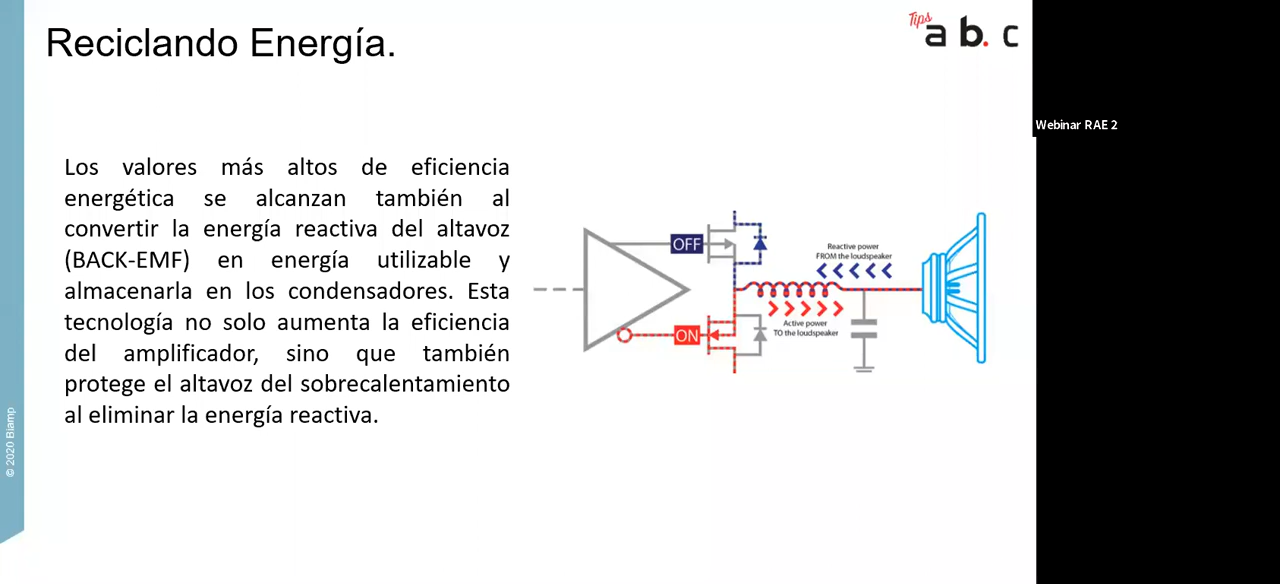 Reciclando Energía.
Tips
a b. c
Webinar RAE 2
Los valores más altos de eficiencia
energética se alcanzan también al
convertir la energía reactiva del altavoz
(BACK-EMF) en energía utilizable y
almacenarla en los condensadores. Esta
tecnología no solo aumenta la eficiencia
del amplificador, sino que también
protege el altavoz del sobrecalentamiento
al eliminar la energía reactiva.
OFF
Reactive power
FROM the loudspeaker
ON
Active power
TO the loudspeaker
© 2020 Biamp